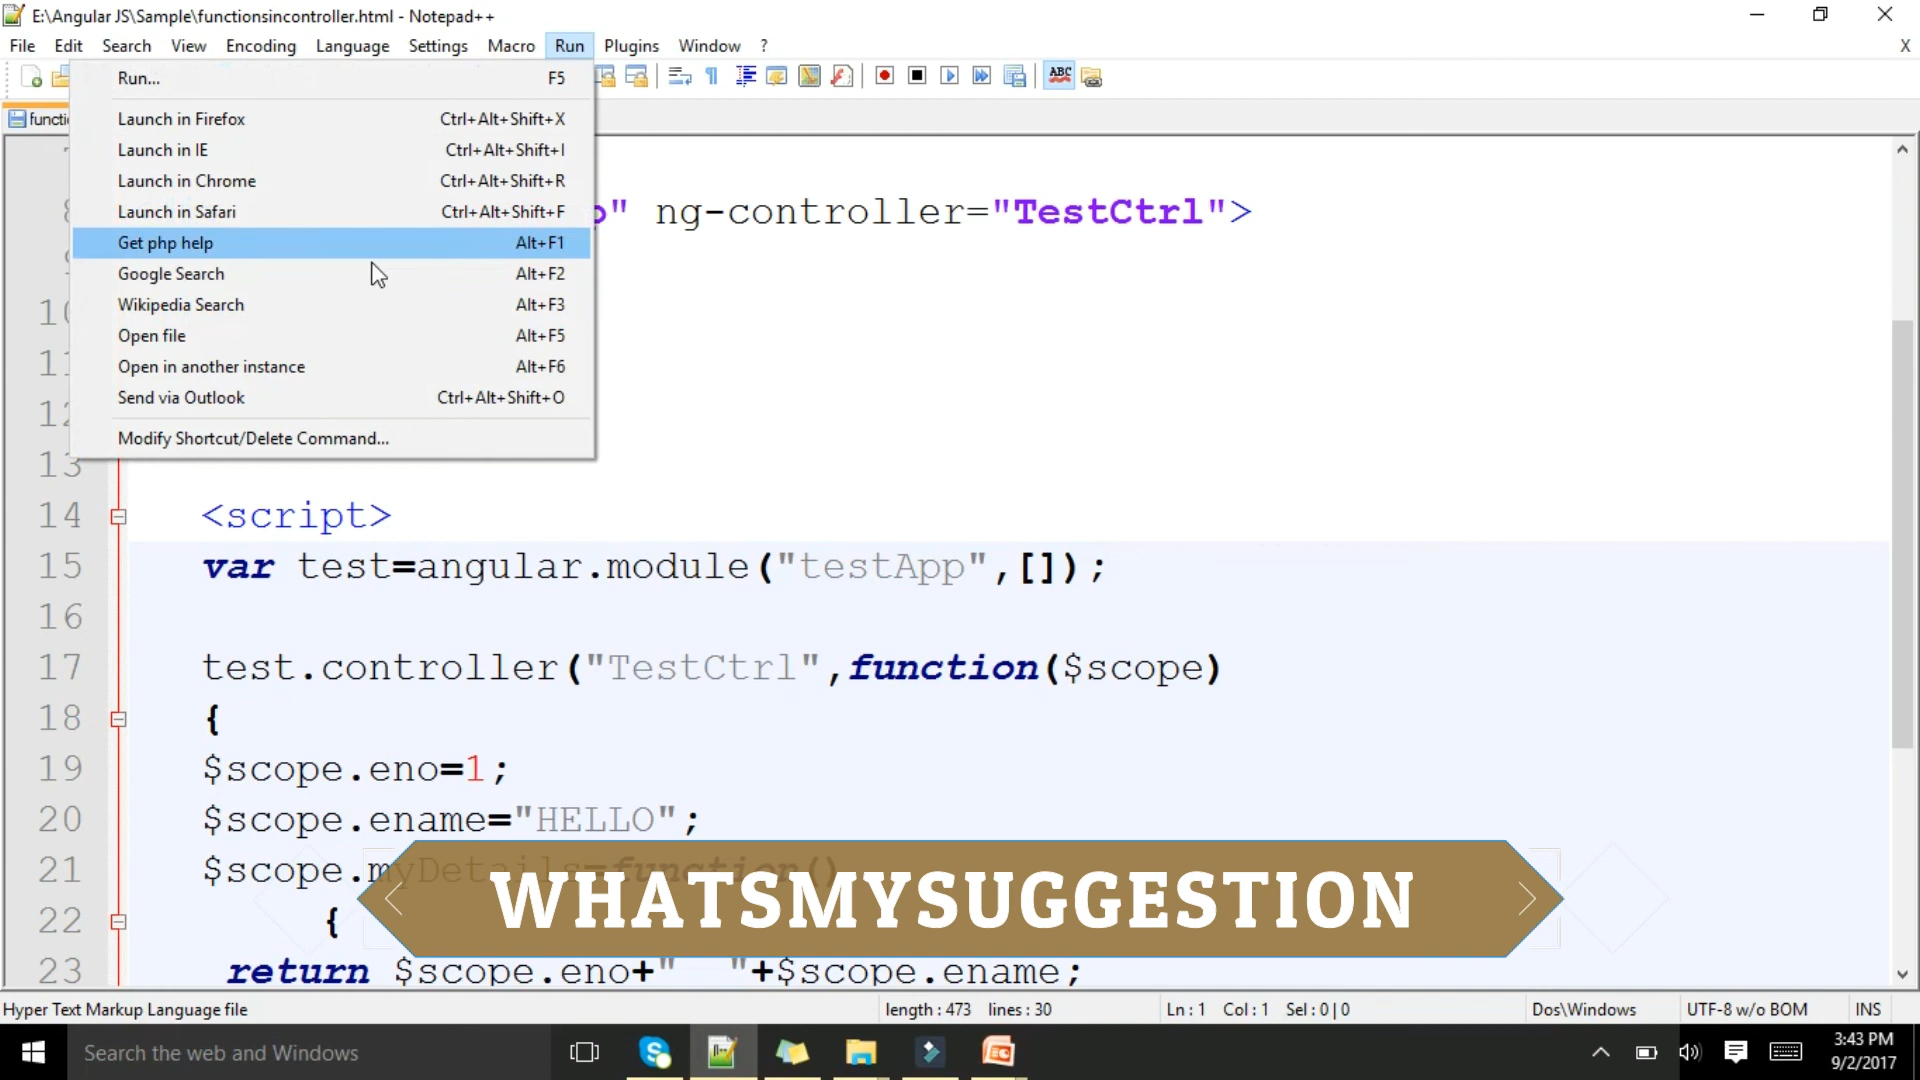 E:\Angular JS\Sample\functionsincontroller.html - Notepad++
File Edit Search View Encoding Language Settings Macro Run Plugins Window ? X
Run... F5
ABC
Launch in Firefox Ctrl+Alt+Shift+X
Launch in IE Ctrl+Alt+Shift+I
Launch in Chrome Ctrl+Alt+Shift+R
Launch in Safari Ctrl+Alt+Shift+F
Get php help Alt+F1
Google Search Alt+F2
Wikipedia Search Alt+F3
Open file Alt+F5
Open in another instance Alt+F6
Send via Outlook Ctrl+Alt+Shift+O
Modify Shortcut/Delete Command...
" ng-controller="TestCtrl">
13
14 <script>
15 var test=angular.module("testApp",[]);
16
17 test.controller("TestCtrl",function($scope)
18 {
19 $scope.eno=1;
20 $scope.ename="HELLO";
21 $scope.myDetails=function()
22 {
23 return $scope.eno+" "+$scope.ename;
WHATSMYSUGGESTION
Hyper Text Markup Language file length : 473 lines : 30 Ln : 1 Col : 1 Sel : 0 | 0 Dos\Windows UTF-8 w/o BOM INS
Search the web and Windows
3:43 PM
9/2/2017